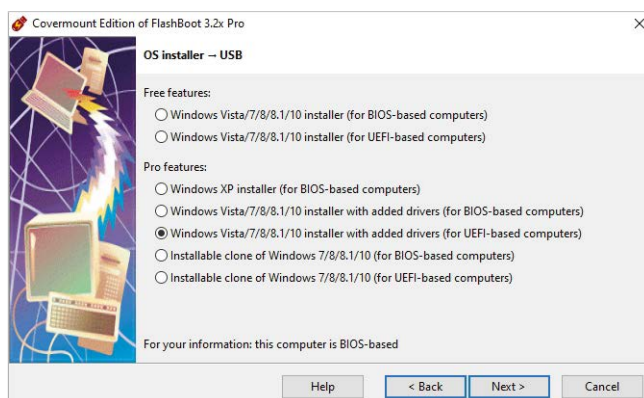 Covermount Edition of FlashBoot 3.2x Pro
OS installer → USB
Free features:
Windows Vista/7/8/8.1/10 installer (for BIOS-based computers)
Windows Vista/7/8/8.1/10 installer (for UEFI-based computers)
Pro features:
Windows XP installer (for BIOS-based computers)
Windows Vista/7/8/8.1/10 installer with added drivers (for BIOS-based computers)
Windows Vista/7/8/8.1/10 installer with added drivers (for UEFI-based computers)
Installable clone of Windows 7/8/8.1/10 (for BIOS-based computers)
Installable clone of Windows 7/8/8.1/10 (for UEFI-based computers)
For your information: this computer is BIOS-based
Help < Back Next > Cancel